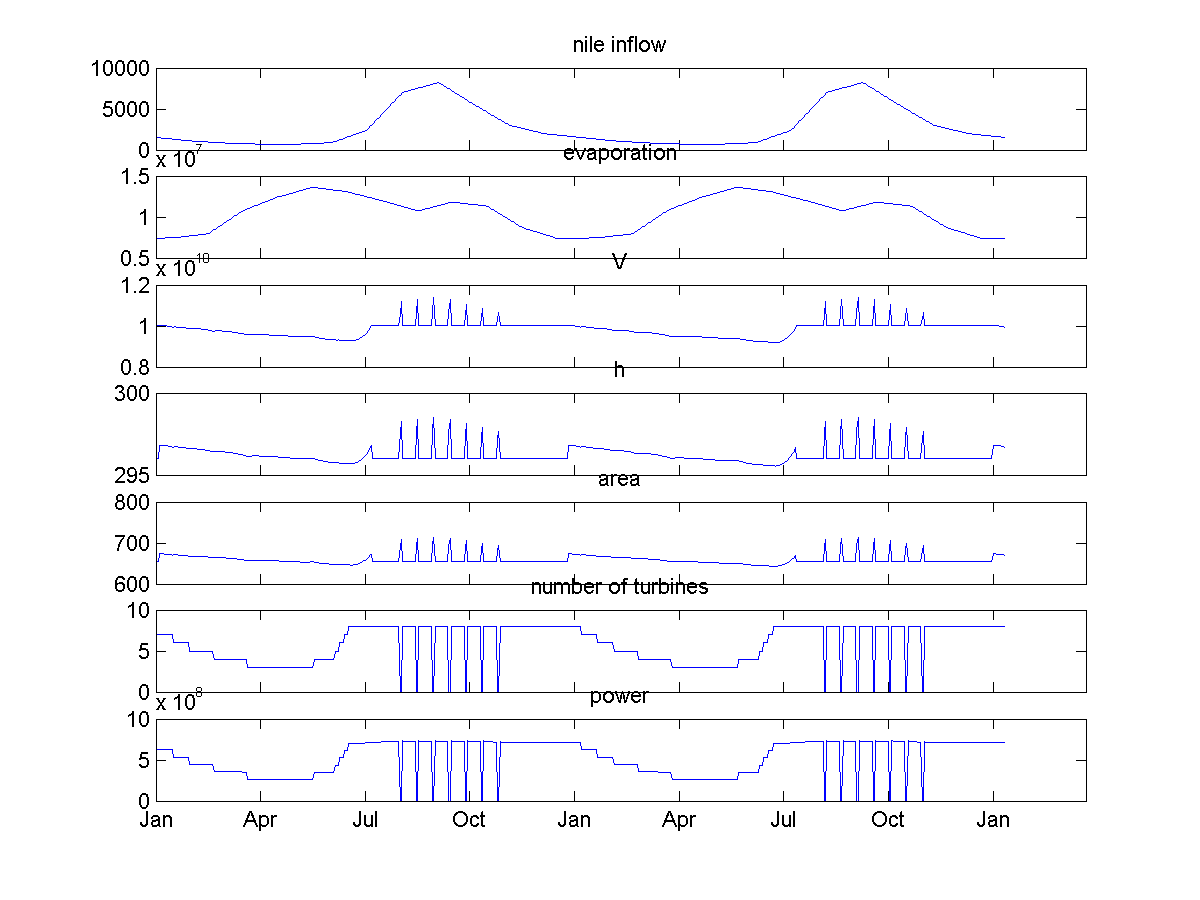 nile inflow
10000
5000
0
x 10^7
evaporation
1.5
1
0.5
x 10^10
V
1.2
1
0.8
h
300
295
area
800
700
600
number of turbines
10
5
0
x 10^8
power
10
5
0
Jan Apr Jul Oct Jan Apr Jul Oct Jan